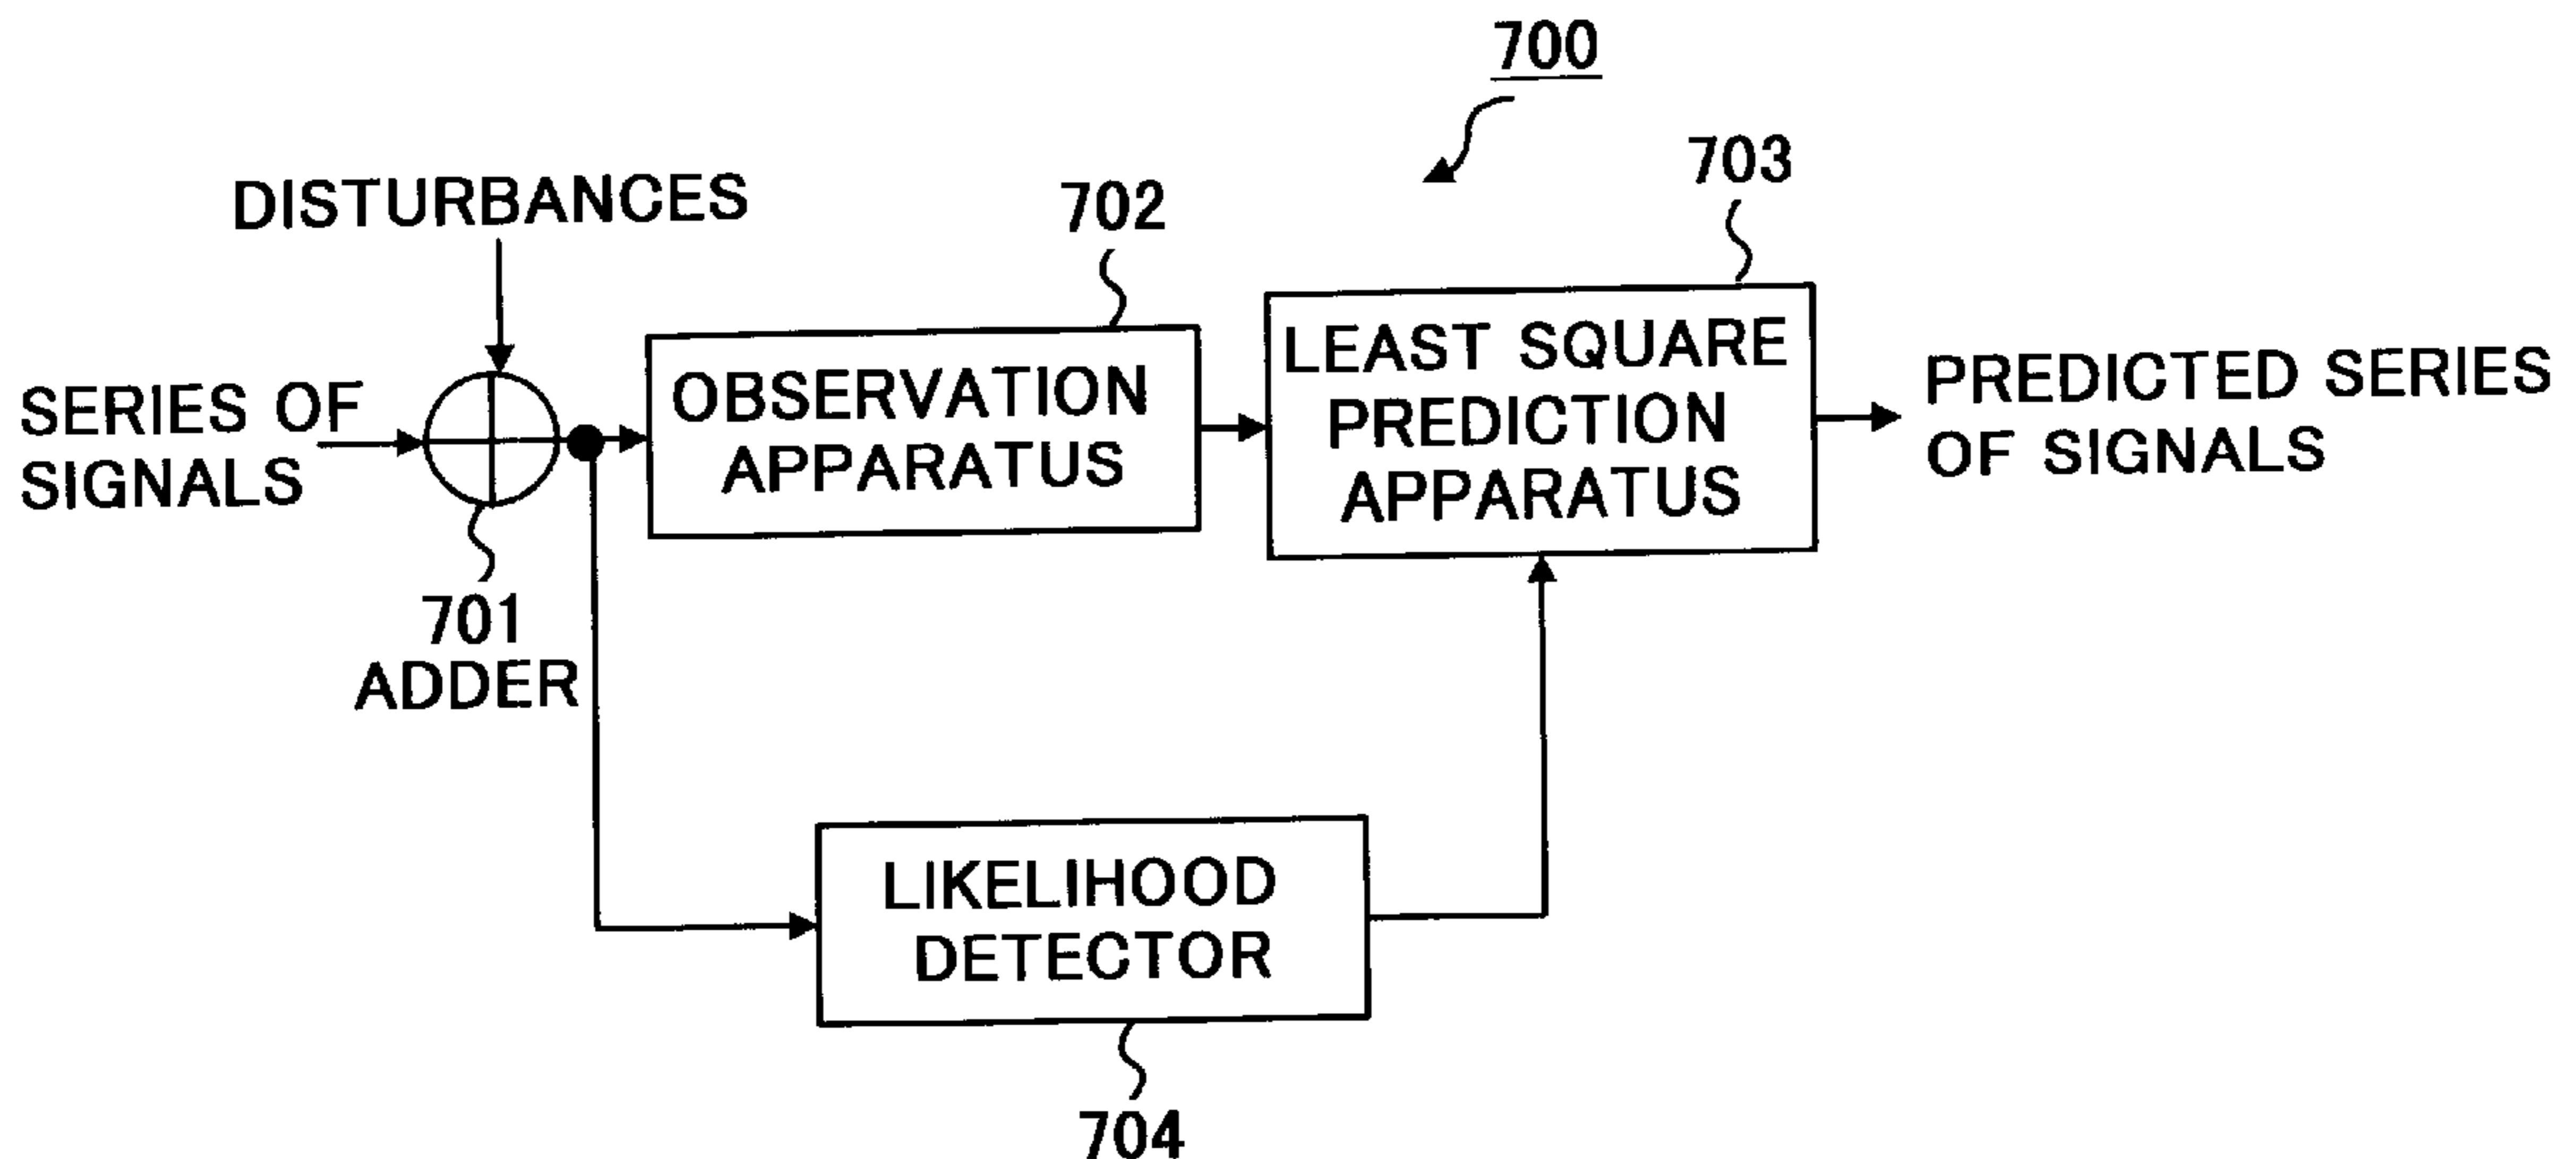 700
703
702
DISTURBANCES
SERIES OF
SIGNALS
OBSERVATION
APPARATUS
LEAST SQUARE
PREDICTION
APPARATUS
PREDICTED SERIES
OF SIGNALS
701
ADDER
LIKELIHOOD
DETECTOR
704